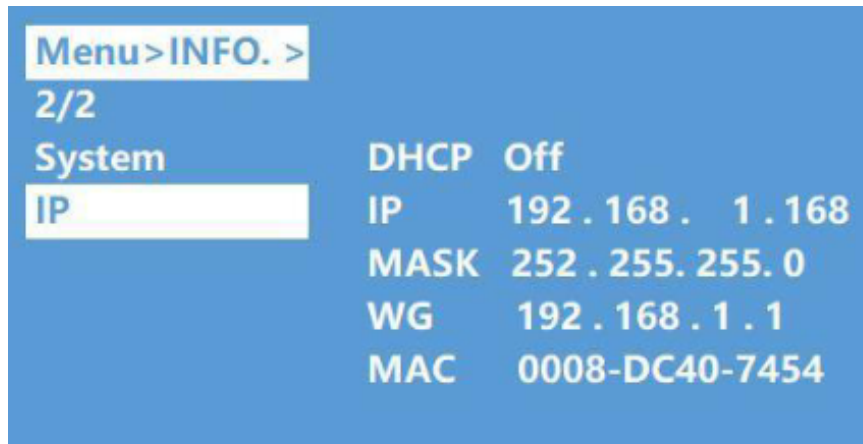 Menu>INFO. >
2/2
System DHCP Off
IP IP 192 . 168 . 1 . 168
MASK 252 . 255. 255. 0
WG 192 . 168 . 1 . 1
MAC 0008-DC40-7454